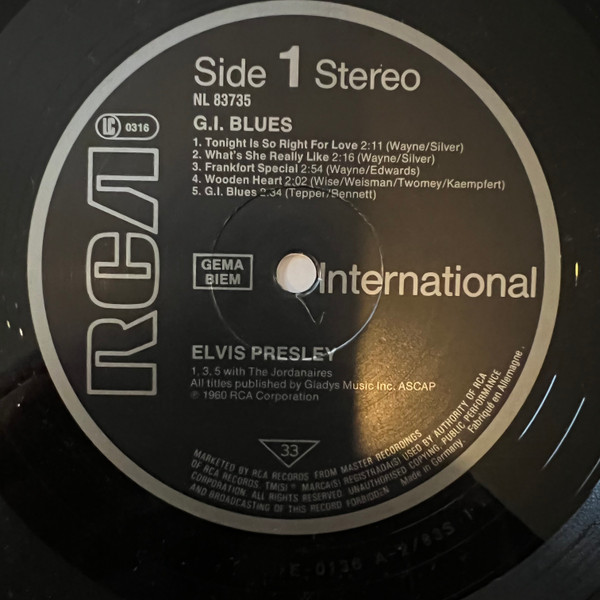 Side 1 Stereo
NL 83735
LC 0316
G.I. BLUES
1. Tonight Is So Right For Love 2:11 (Wayne/Silver)
2. What's She Really Like 2:16 (Wayne/Silver)
3. Frankfort Special 2:54 (Wayne/Edwards)
4. Wooden Heart 2:02 (Wise/Weisman/Twomey/Kaempfert)
5. G.I. Blues 2:34 (Tepper/Bennett)
RCA
GEMA
BIEM
International
ELVIS PRESLEY
1, 3, 5 with The Jordanaires
All titles published by Gladys Music Inc. ASCAP
℗ 1960 RCA Corporation
33
MARKETED BY RCA RECORDS FROM MASTER RECORDINGS
OF RCA RECORDS. TM(S) ® MARCA(S) REGISTRADA(S) USED BY AUTHORITY OF RCA
CORPORATION. ALL RIGHTS RESERVED. UNAUTHORISED COPYING, PUBLIC PERFORMANCE
AND BROADCASTING OF THIS RECORD FORBIDDEN Made in Germany. Fabriqué en Allemagne.